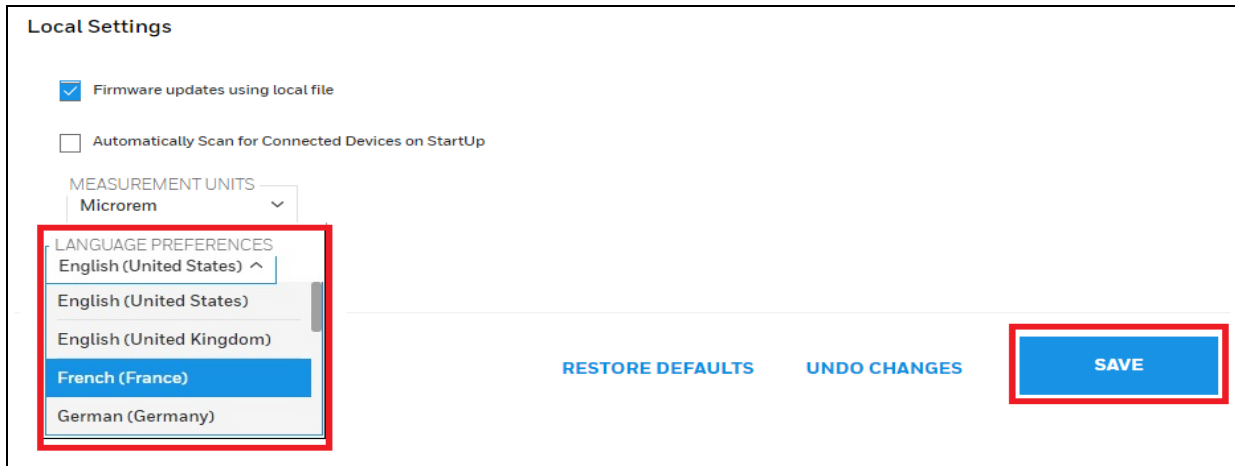 Local Settings
Firmware updates using local file
Automatically Scan for Connected Devices on StartUp
MEASUREMENT UNITS
Microrem
LANGUAGE PREFERENCES
English (United States)
English (United States)
English (United Kingdom)
French (France)
German (Germany)
RESTORE DEFAULTS UNDO CHANGES SAVE